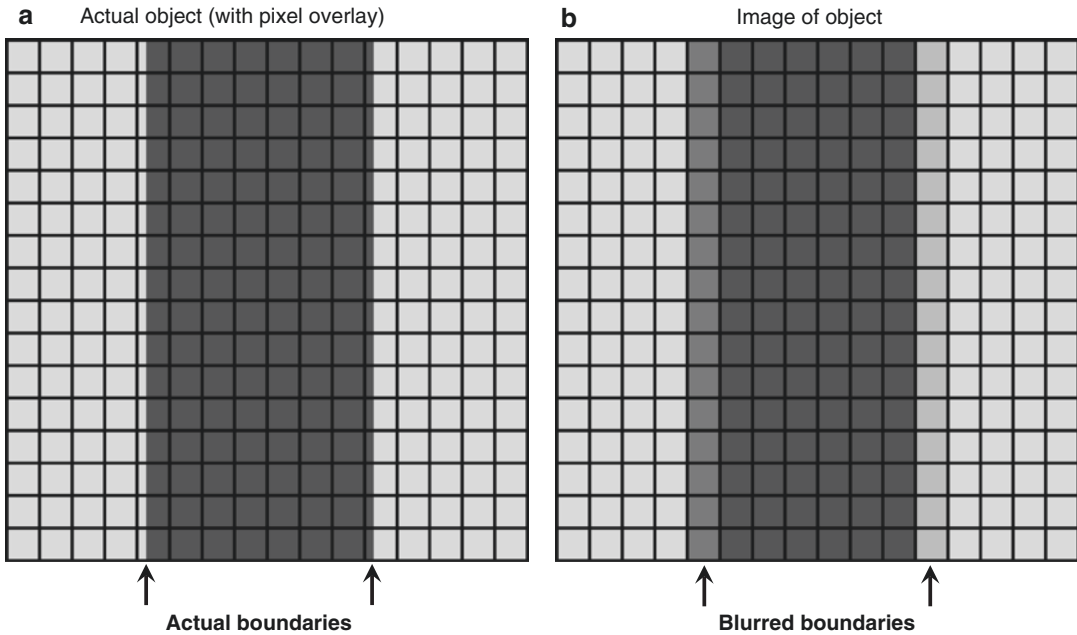 a Actual object (with pixel overlay)
b Image of object
Actual boundaries
Blurred boundaries